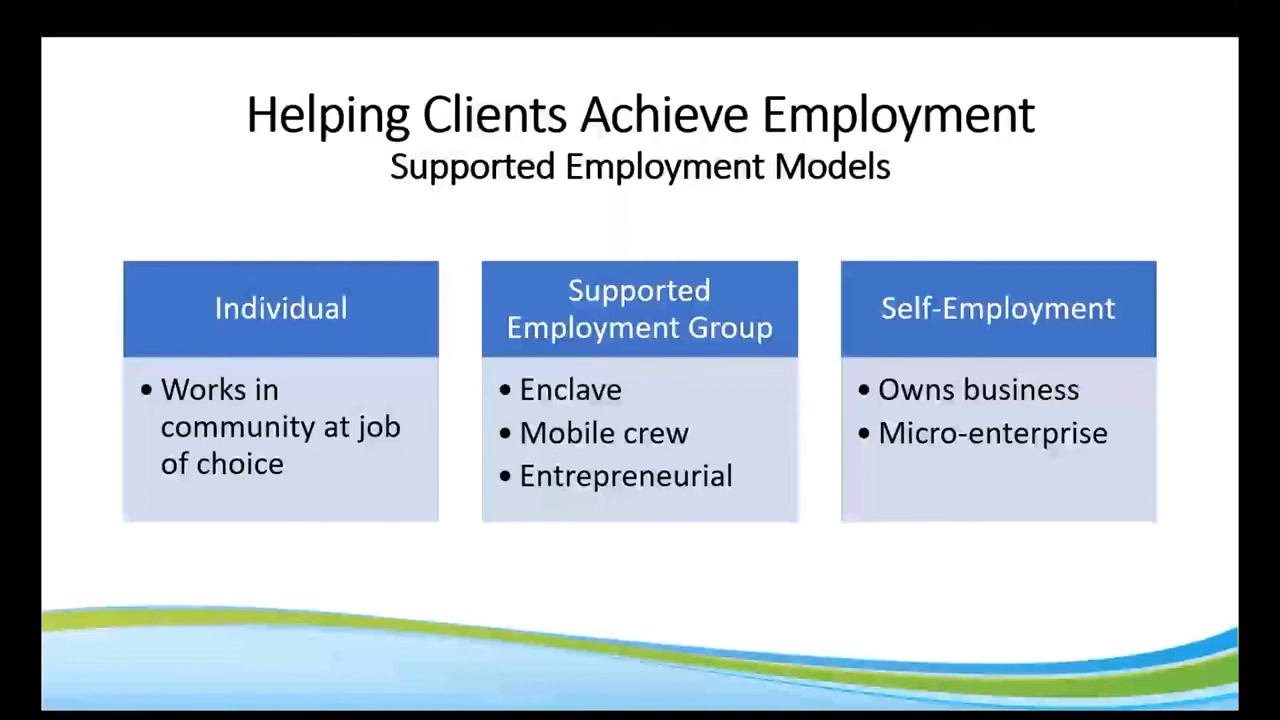 Helping Clients Achieve Employment
Supported Employment Models
Individual
• Works in
community at job
of choice
Supported
Employment Group
• Enclave
• Mobile crew
• Entrepreneurial
Self-Employment
• Owns business
• Micro-enterprise